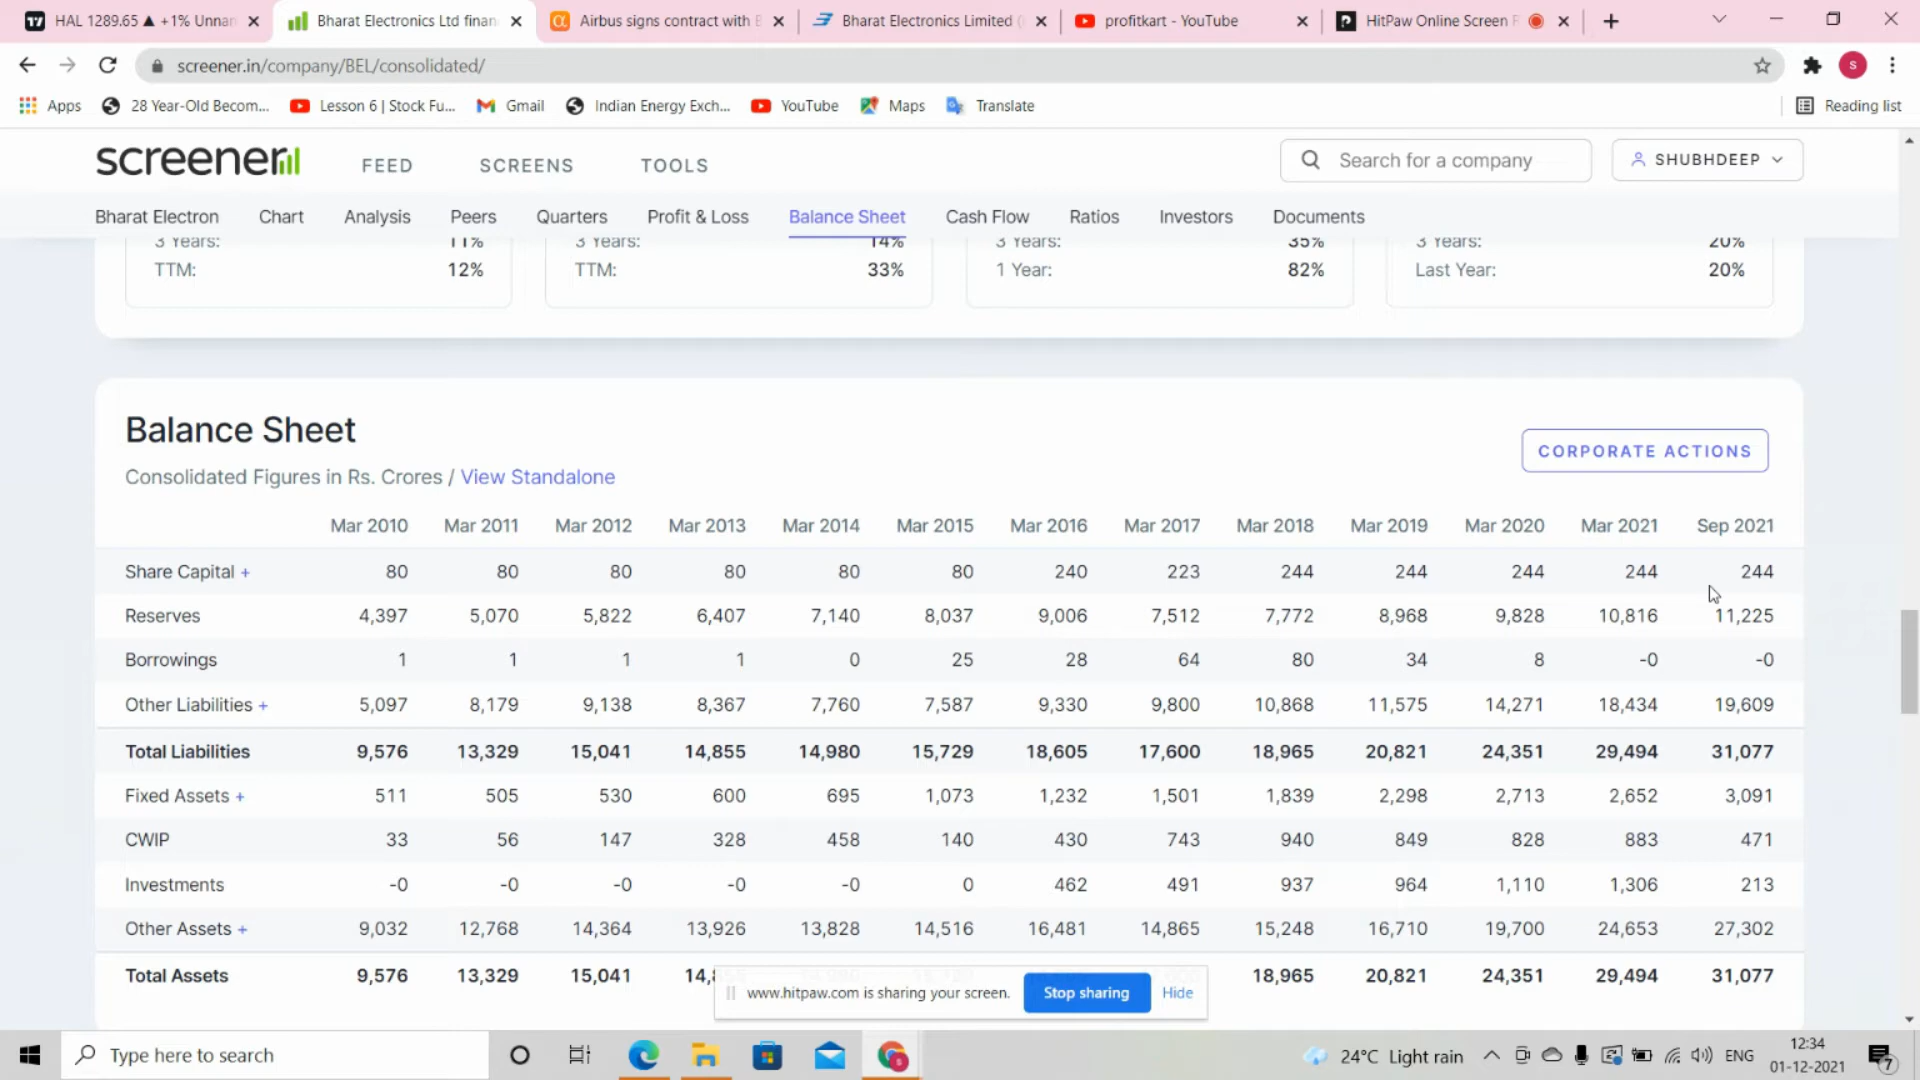 HAL 1289.65 ▲ +1% Unnan
Bharat Electronics Ltd finan
Airbus signs contract with B
Bharat Electronics Limited (
profitkart - YouTube
HitPaw Online Screen R
screener.in/company/BEL/consolidated/
S
Apps
28 Year-Old Becom...
Lesson 6 | Stock Fu...
Gmail
Indian Energy Exch...
YouTube
Maps
Translate
Reading list
screener
FEED
SCREENS
TOOLS
Search for a company
SHUBHDEEP
Bharat Electron Chart Analysis Peers Quarters Profit & Loss Balance Sheet Cash Flow Ratios Investors Documents
3 Years: 11% 3 Years: 14% 3 Years: 35% 3 Years: 20%
TTM: 12% TTM: 33% 1 Year: 82% Last Year: 20%
Balance Sheet
CORPORATE ACTIONS
Consolidated Figures in Rs. Crores / View Standalone
Mar 2010 Mar 2011 Mar 2012 Mar 2013 Mar 2014 Mar 2015 Mar 2016 Mar 2017 Mar 2018 Mar 2019 Mar 2020 Mar 2021 Sep 2021
Share Capital + 80 80 80 80 80 80 240 223 244 244 244 244 244
Reserves 4,397 5,070 5,822 6,407 7,140 8,037 9,006 7,512 7,772 8,968 9,828 10,816 11,225
Borrowings 1 1 1 1 0 25 28 64 80 34 8 -0 -0
Other Liabilities + 5,097 8,179 9,138 8,367 7,760 7,587 9,330 9,800 10,868 11,575 14,271 18,434 19,609
Total Liabilities 9,576 13,329 15,041 14,855 14,980 15,729 18,605 17,600 18,965 20,821 24,351 29,494 31,077
Fixed Assets + 511 505 530 600 695 1,073 1,232 1,501 1,839 2,298 2,713 2,652 3,091
CWIP 33 56 147 328 458 140 430 743 940 849 828 883 471
Investments -0 -0 -0 -0 -0 0 462 491 937 964 1,110 1,306 213
Other Assets + 9,032 12,768 14,364 13,926 13,828 14,516 16,481 14,865 15,248 16,710 19,700 24,653 27,302
Total Assets 9,576 13,329 15,041 14,8 18,965 20,821 24,351 29,494 31,077
www.hitpaw.com is sharing your screen. Stop sharing Hide
Type here to search
24°C Light rain
ENG
12:34
01-12-2021
7